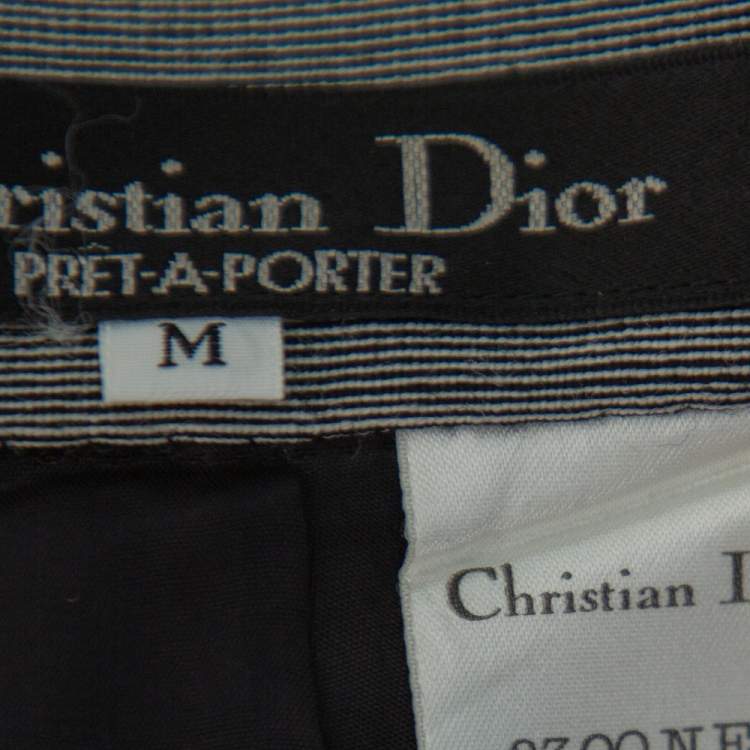 ristian Dior
PRÊT-A-PORTER
M
Christian D